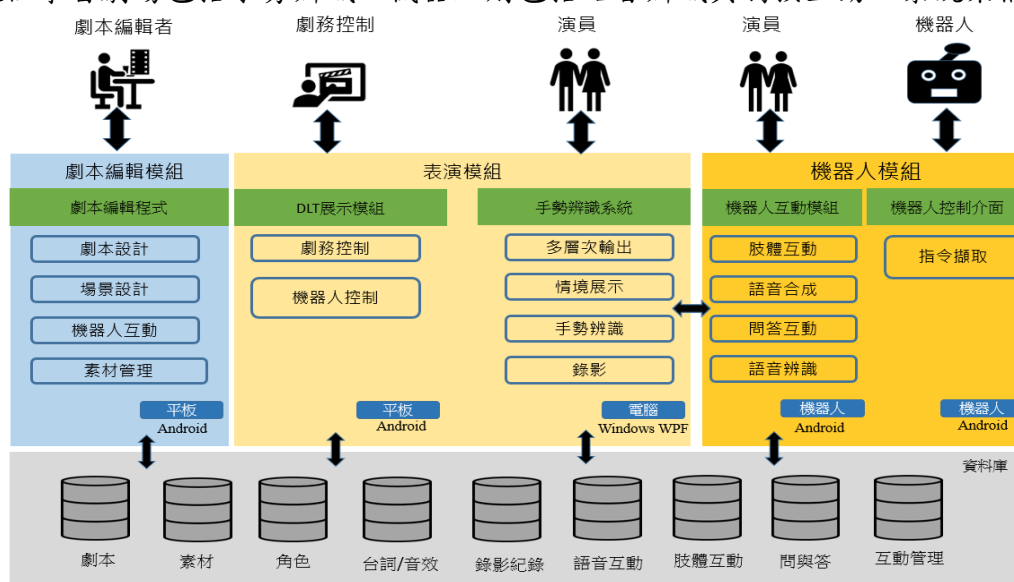 劇本編輯者
劇務控制
演員
演員
機器人
劇本編輯模組
表演模組
機器人模組
劇本編輯程式
DLT展示模組
手勢辨識系統
機器人互動模組
機器人控制介面
劇本設計
場景設計
機器人互動
素材管理
劇務控制
機器人控制
多層次輸出
情境展示
手勢辨識
錄影
肢體互動
語音合成
問答互動
語音辨識
指令擷取
平板
Android
平板
Android
電腦
Windows WPF
機器人
Android
機器人
Android
資料庫
劇本
素材
角色
台詞/音效
錄影紀錄
語音互動
肢體互動
問與答
互動管理